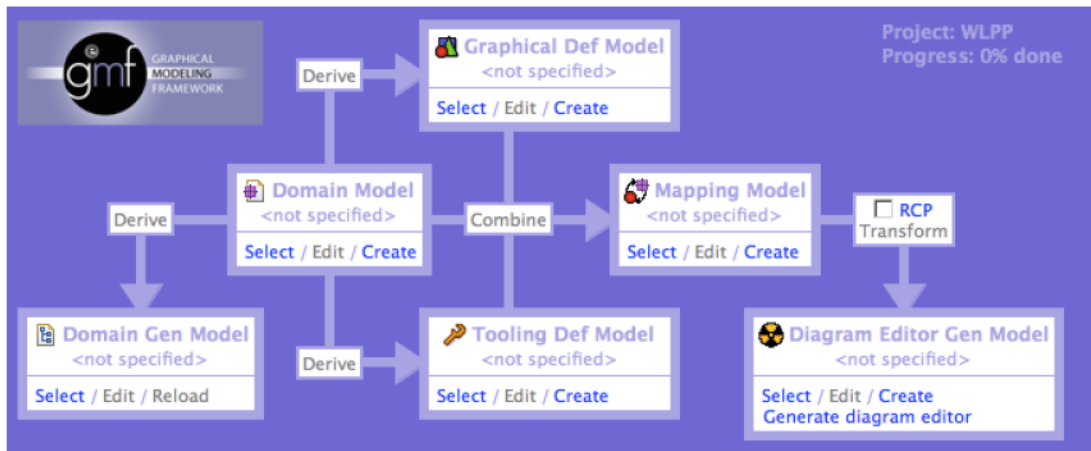 e
gmf
GRAPHICAL
MODELING
FRAMEWORK
Derive
Graphical Def Model
<not specified>
Select / Edit / Create
Project: WLPP
Progress: 0% done
Derive
Domain Model
<not specified>
Select / Edit / Create
Combine
Mapping Model
<not specified>
Select / Edit / Create
RCP
Transform
Domain Gen Model
<not specified>
Select / Edit / Reload
Derive
Tooling Def Model
<not specified>
Select / Edit / Create
Diagram Editor Gen Model
<not specified>
Select / Edit / Create
Generate diagram editor